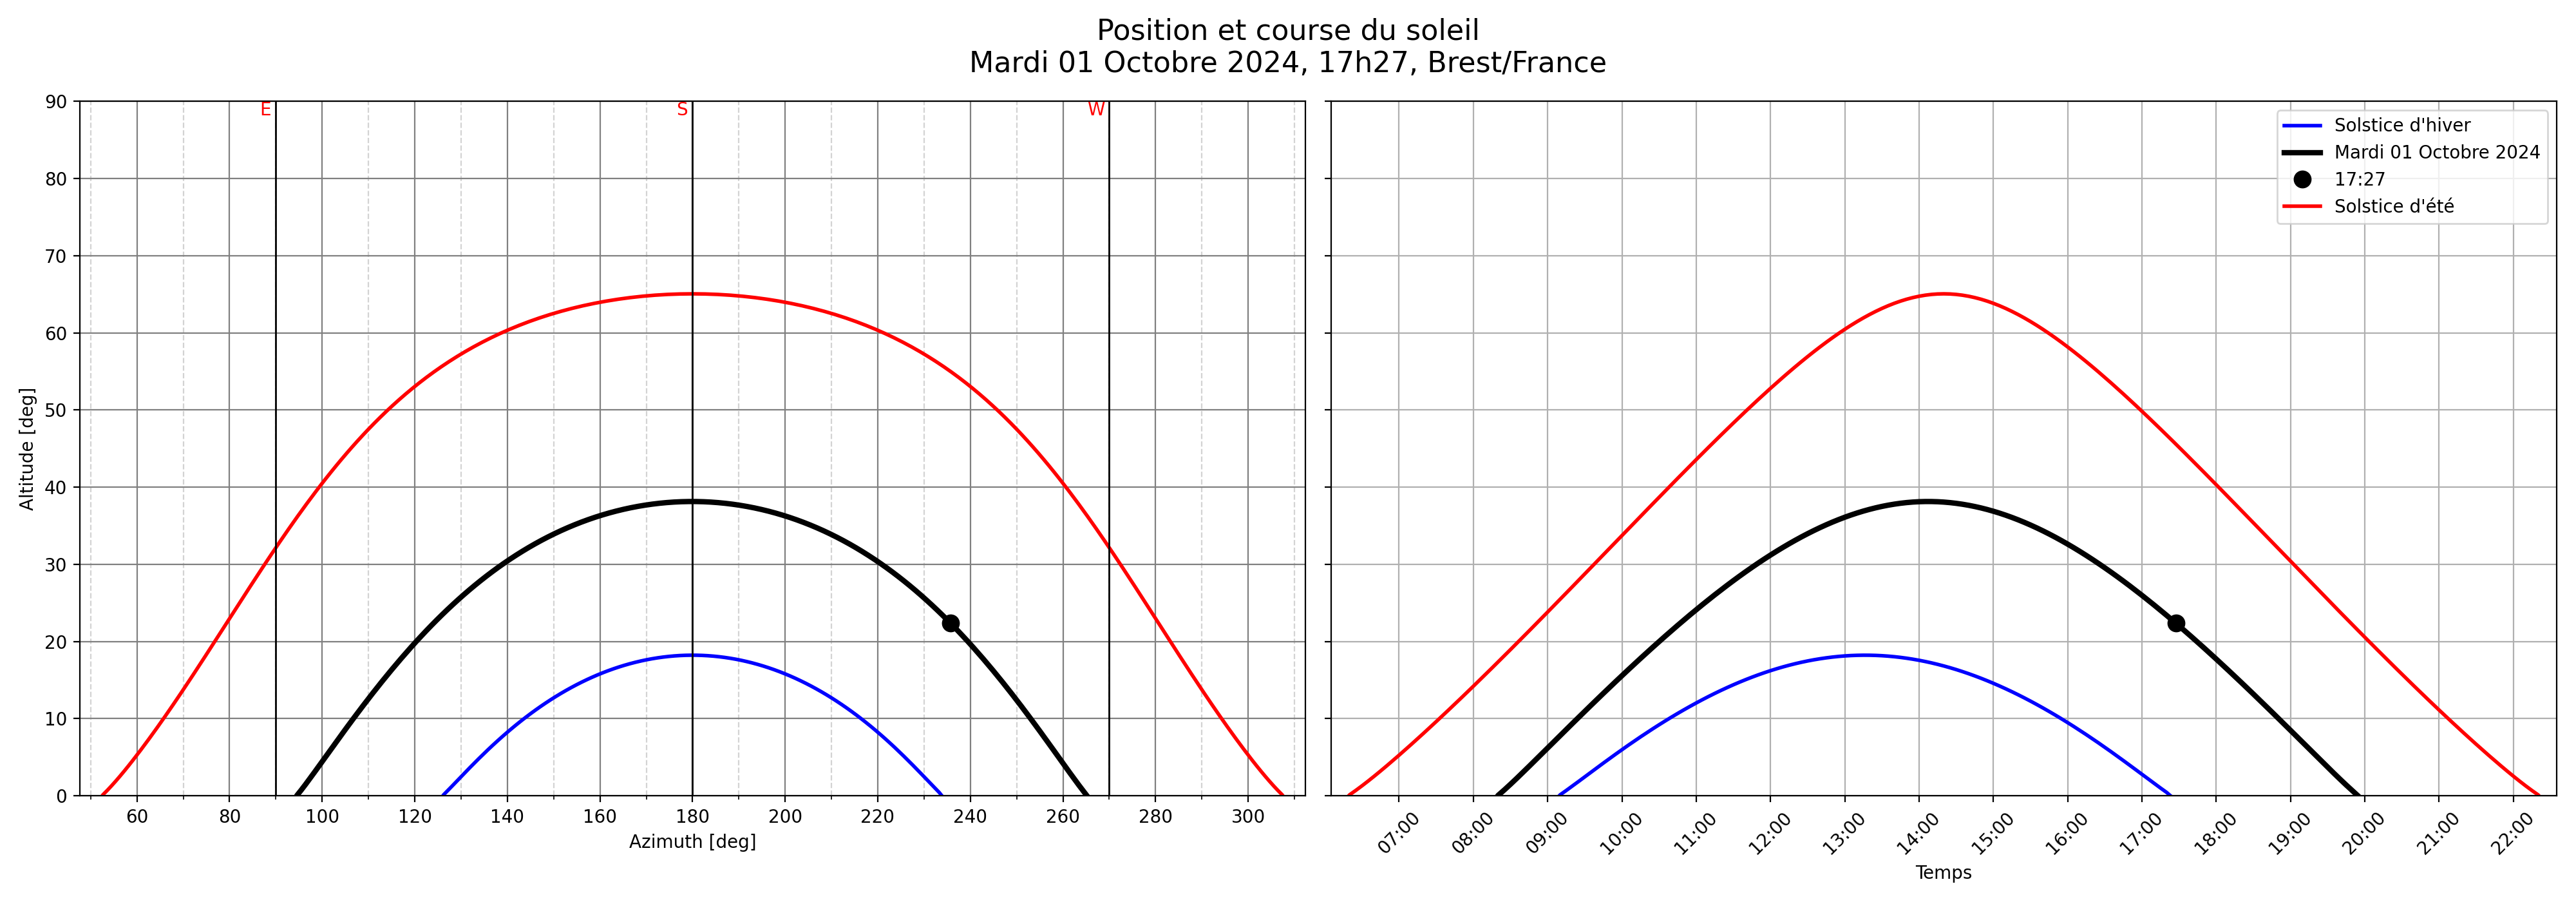 Position et course du soleil
Mardi 01 Octobre 2024, 17h27, Brest/France
E
S
W
90
80
70
60
50
40
30
20
10
0
Altitude [deg]
60 80 100 120 140 160 180 200 220 240 260 280 300
Azimuth [deg]
Solstice d'hiver
Mardi 01 Octobre 2024
17:27
Solstice d'été
07:00 08:00 09:00 10:00 11:00 12:00 13:00 14:00 15:00 16:00 17:00 18:00 19:00 20:00 21:00 22:00
Temps